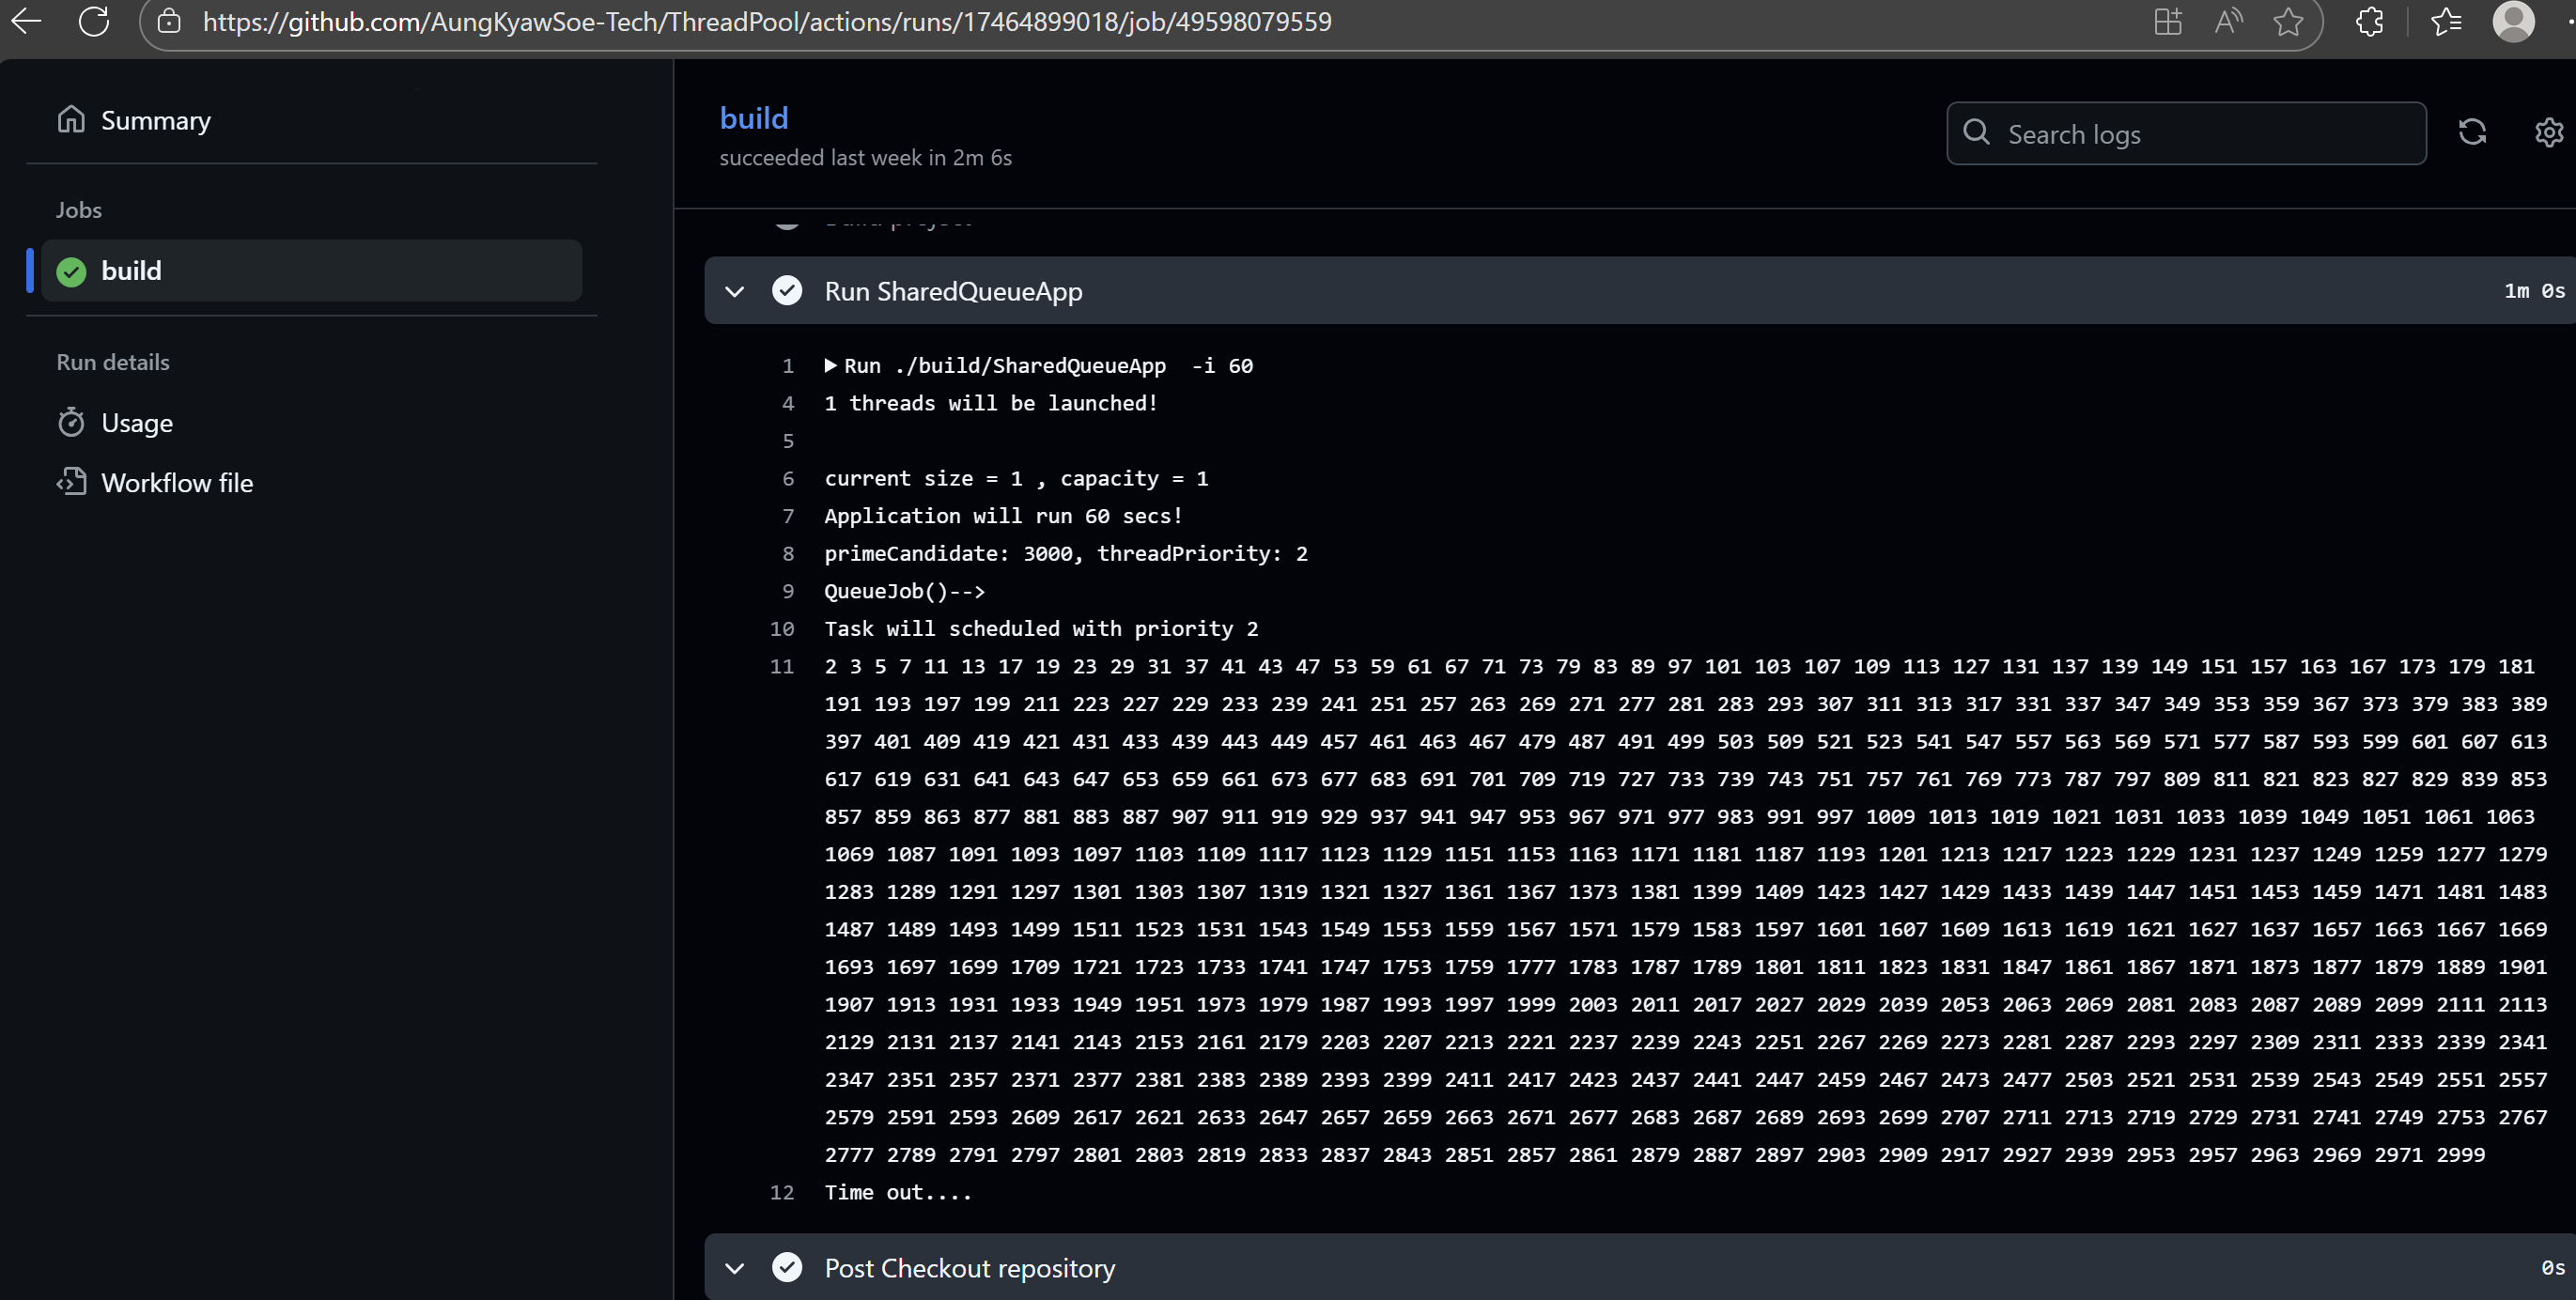 https://github.com/AungKyawSoe-Tech/ThreadPool/actions/runs/17464899018/job/49598079559
Summary
Jobs
build
Run details
Usage
Workflow file
build
succeeded last week in 2m 6s
Search logs
Build project
Run SharedQueueApp
1m 0s
1 Run ./build/SharedQueueApp  -i 60
4 1 threads will be launched!
5
6 current size = 1 , capacity = 1
7 Application will run 60 secs!
8 primeCandidate: 3000, threadPriority: 2
9 QueueJob()-->
10 Task will scheduled with priority 2
11 2 3 5 7 11 13 17 19 23 29 31 37 41 43 47 53 59 61 67 71 73 79 83 89 97 101 103 107 109 113 127 131 137 139 149 151 157 163 167 173 179 181
191 193 197 199 211 223 227 229 233 239 241 251 257 263 269 271 277 281 283 293 307 311 313 317 331 337 347 349 353 359 367 373 379 383 389
397 401 409 419 421 431 433 439 443 449 457 461 463 467 479 487 491 499 503 509 521 523 541 547 557 563 569 571 577 587 593 599 601 607 613
617 619 631 641 643 647 653 659 661 673 677 683 691 701 709 719 727 733 739 743 751 757 761 769 773 787 797 809 811 821 823 827 829 839 853
857 859 863 877 881 883 887 907 911 919 929 937 941 947 953 967 971 977 983 991 997 1009 1013 1019 1021 1031 1033 1039 1049 1051 1061 1063
1069 1087 1091 1093 1097 1103 1109 1117 1123 1129 1151 1153 1163 1171 1181 1187 1193 1201 1213 1217 1223 1229 1231 1237 1249 1259 1277 1279
1283 1289 1291 1297 1301 1303 1307 1319 1321 1327 1361 1367 1373 1381 1399 1409 1423 1427 1429 1433 1439 1447 1451 1453 1459 1471 1481 1483
1487 1489 1493 1499 1511 1523 1531 1543 1549 1553 1559 1567 1571 1579 1583 1597 1601 1607 1609 1613 1619 1621 1627 1637 1657 1663 1667 1669
1693 1697 1699 1709 1721 1723 1733 1741 1747 1753 1759 1777 1783 1787 1789 1801 1811 1823 1831 1847 1861 1867 1871 1873 1877 1879 1889 1901
1907 1913 1931 1933 1949 1951 1973 1979 1987 1993 1997 1999 2003 2011 2017 2027 2029 2039 2053 2063 2069 2081 2083 2087 2089 2099 2111 2113
2129 2131 2137 2141 2143 2153 2161 2179 2203 2207 2213 2221 2237 2239 2243 2251 2267 2269 2273 2281 2287 2293 2297 2309 2311 2333 2339 2341
2347 2351 2357 2371 2377 2381 2383 2389 2393 2399 2411 2417 2423 2437 2441 2447 2459 2467 2473 2477 2503 2521 2531 2539 2543 2549 2551 2557
2579 2591 2593 2609 2617 2621 2633 2647 2657 2659 2663 2671 2677 2683 2687 2689 2693 2699 2707 2711 2713 2719 2729 2731 2741 2749 2753 2767
2777 2789 2791 2797 2801 2803 2819 2833 2837 2843 2851 2857 2861 2879 2887 2897 2903 2909 2917 2927 2939 2953 2957 2963 2969 2971 2999
12 Time out....
Post Checkout repository
0s